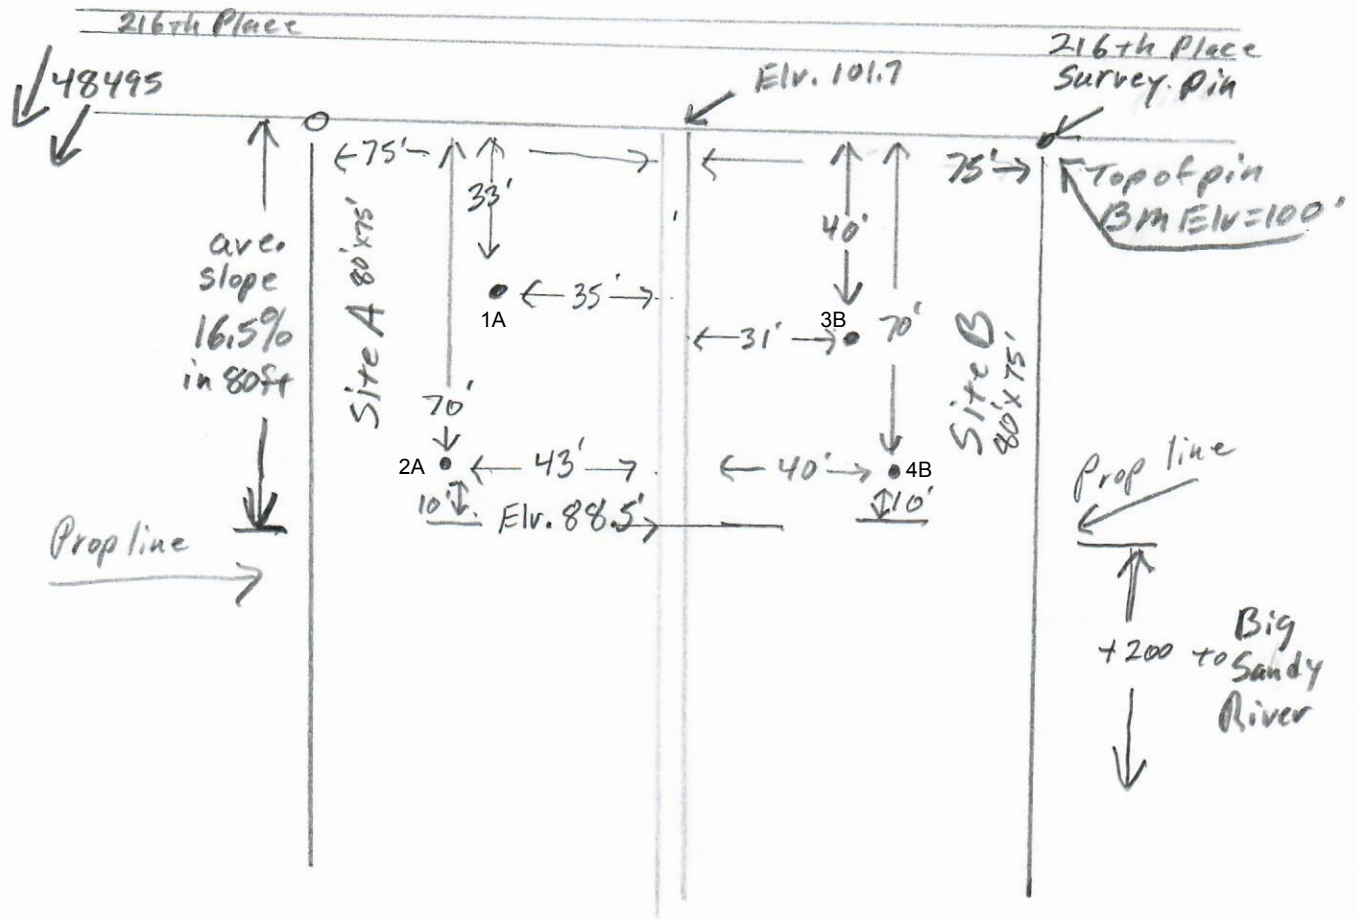 216th Place
216th Place
Survey. Pin
Elv. 101.7
48495
75'
33'
75'
Top of pin
Bm Elv=100'
40'
ave.
slope
16.5%
in 80ft
Site A 80'x75'
35'
1A
31'
3B
70'
Site B
80'x75'
70'
2A
43'
40'
4B
10'
Elv. 88.5'
10'
Prop line
Prop line
+200 to Big
Sandy
River